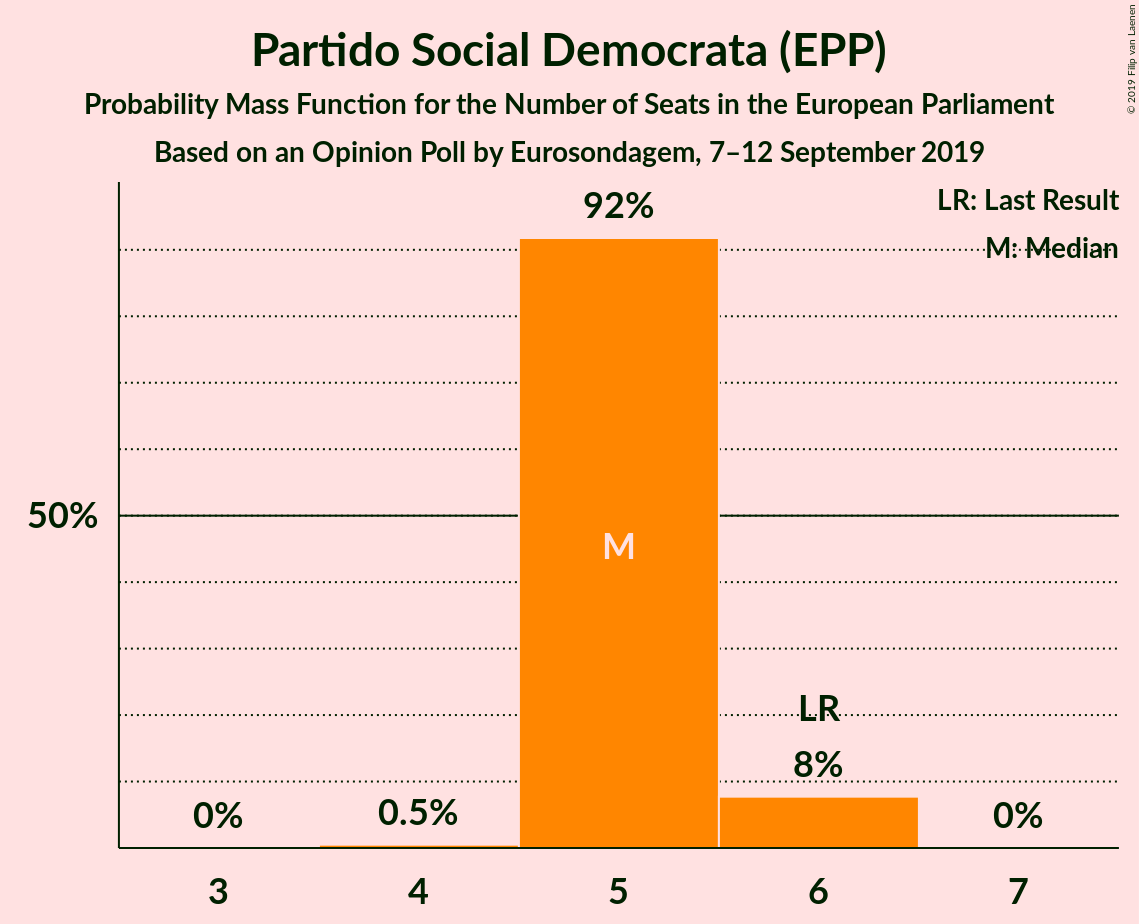 Partido Social Democrata (EPP)
Probability Mass Function for the Number of Seats in the European Parliament
Based on an Opinion Poll by Eurosondagem, 7–12 September 2019
© 2019 Filip van Laenen
LR: Last Result
M: Median
92%
50%
M
LR
8%
0%
0.5%
0%
3
4
5
6
7